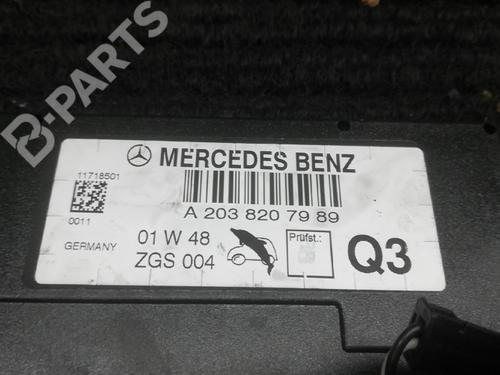 B-PARTS
MERCEDES BENZ
11718501
0011
A 203 820 79 89
GERMANY
01 W 48
ZGS 004
Prüfst.:
Q3